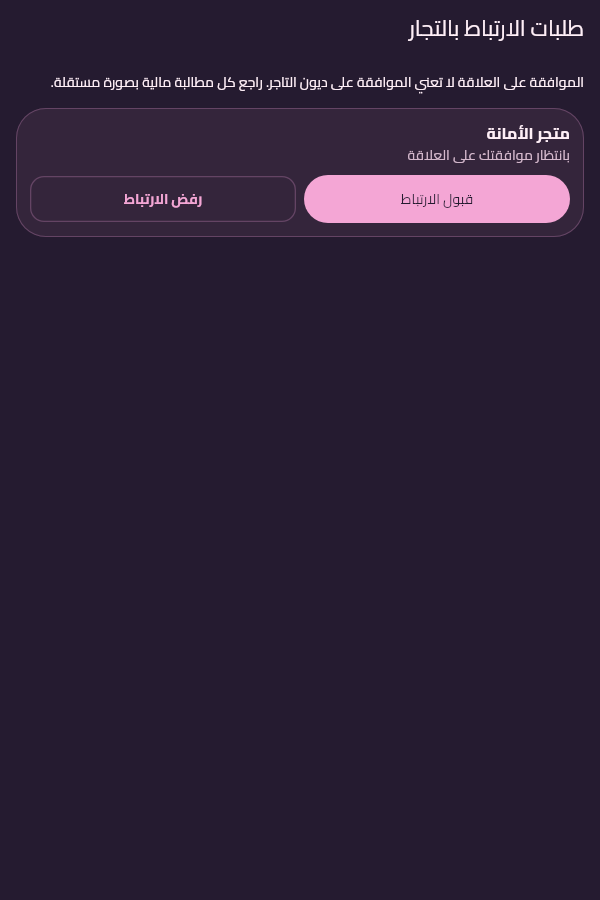 طلبات الارتباط بالتجار
الموافقة على العلاقة لا تعني الموافقة على ديون التاجر. راجع كل مطالبة مالية بصورة مستقلة.
متجر الأمانة
بانتظار موافقتك على العلاقة
قبول الارتباط
رفض الارتباط